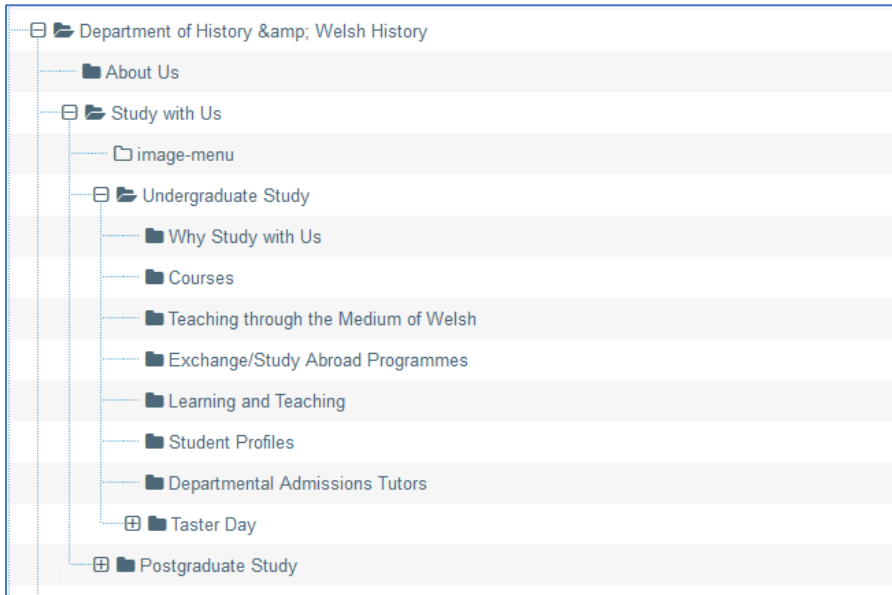 Department of History &amp; Welsh History
About Us
Study with Us
image-menu
Undergraduate Study
Why Study with Us
Courses
Teaching through the Medium of Welsh
Exchange/Study Abroad Programmes
Learning and Teaching
Student Profiles
Departmental Admissions Tutors
Taster Day
Postgraduate Study